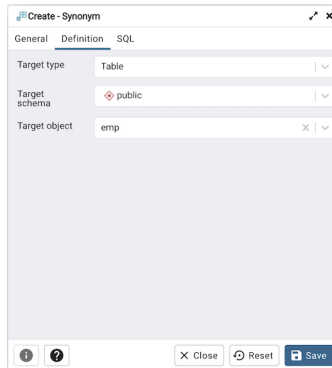 Create - Synonym
General Definition SQL
Target type Table
Target schema public
Target object emp
Close Reset Save